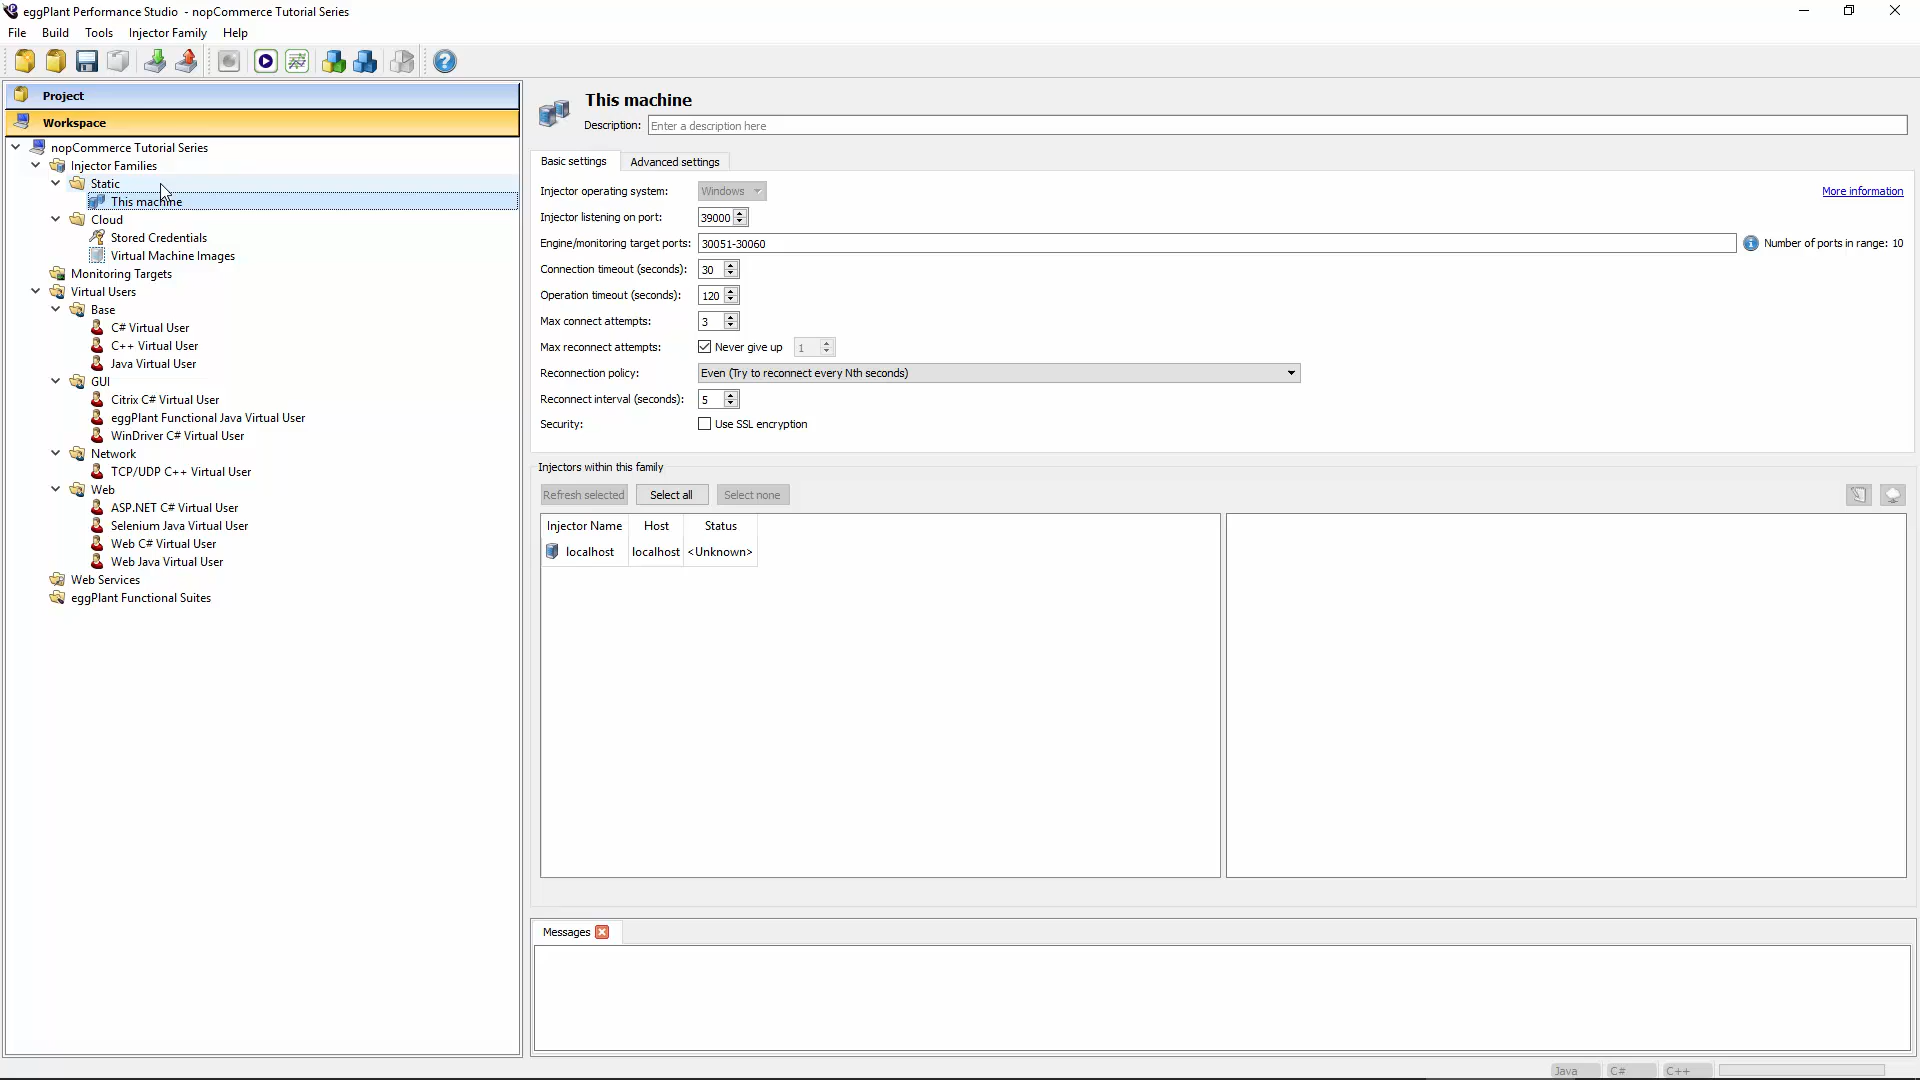 eggPlant Performance Studio - nopCommerce Tutorial Series
File Build Tools Injector Family Help
Project
Workspace
nopCommerce Tutorial Series
Injector Families
Static
This machine
Cloud
Stored Credentials
Virtual Machine Images
Monitoring Targets
Virtual Users
Base
C# Virtual User
C++ Virtual User
Java Virtual User
GUI
Citrix C# Virtual User
eggPlant Functional Java Virtual User
WinDriver C# Virtual User
Network
TCP/UDP C++ Virtual User
Web
ASP.NET C# Virtual User
Selenium Java Virtual User
Web C# Virtual User
Web Java Virtual User
Web Services
eggPlant Functional Suites
This machine
Description: Enter a description here
Basic settings Advanced settings
Injector operating system: Windows More information
Injector listening on port: 39000
Engine/monitoring target ports: 30051-30060 Number of ports in range: 10
Connection timeout (seconds): 30
Operation timeout (seconds): 120
Max connect attempts: 3
Max reconnect attempts: Never give up 1
Reconnection policy: Even (Try to reconnect every Nth seconds)
Reconnect interval (seconds): 5
Security: Use SSL encryption
Injectors within this family
Refresh selected Select all Select none
Injector Name Host Status
localhost localhost <Unknown>
Messages
Java C# C++